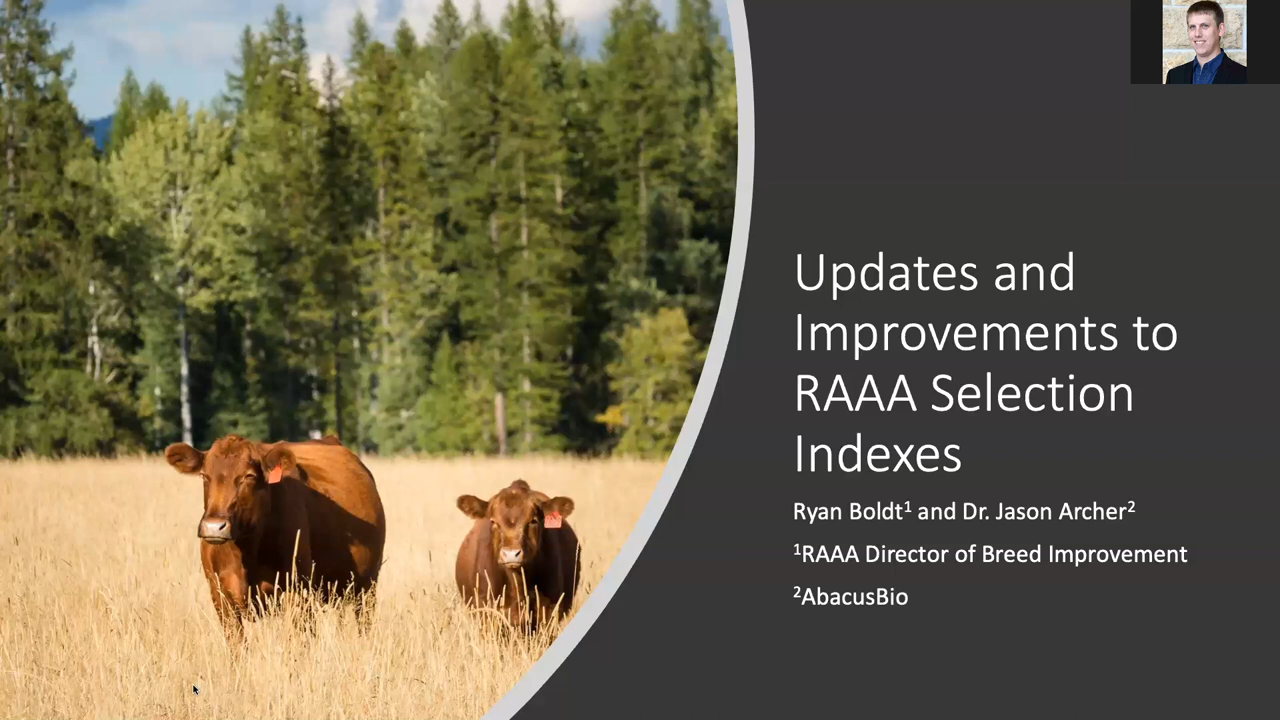 Updates and
Improvements to
RAAA Selection
Indexes
Ryan Boldt¹ and Dr. Jason Archer²
¹RAAA Director of Breed Improvement
²AbacusBio